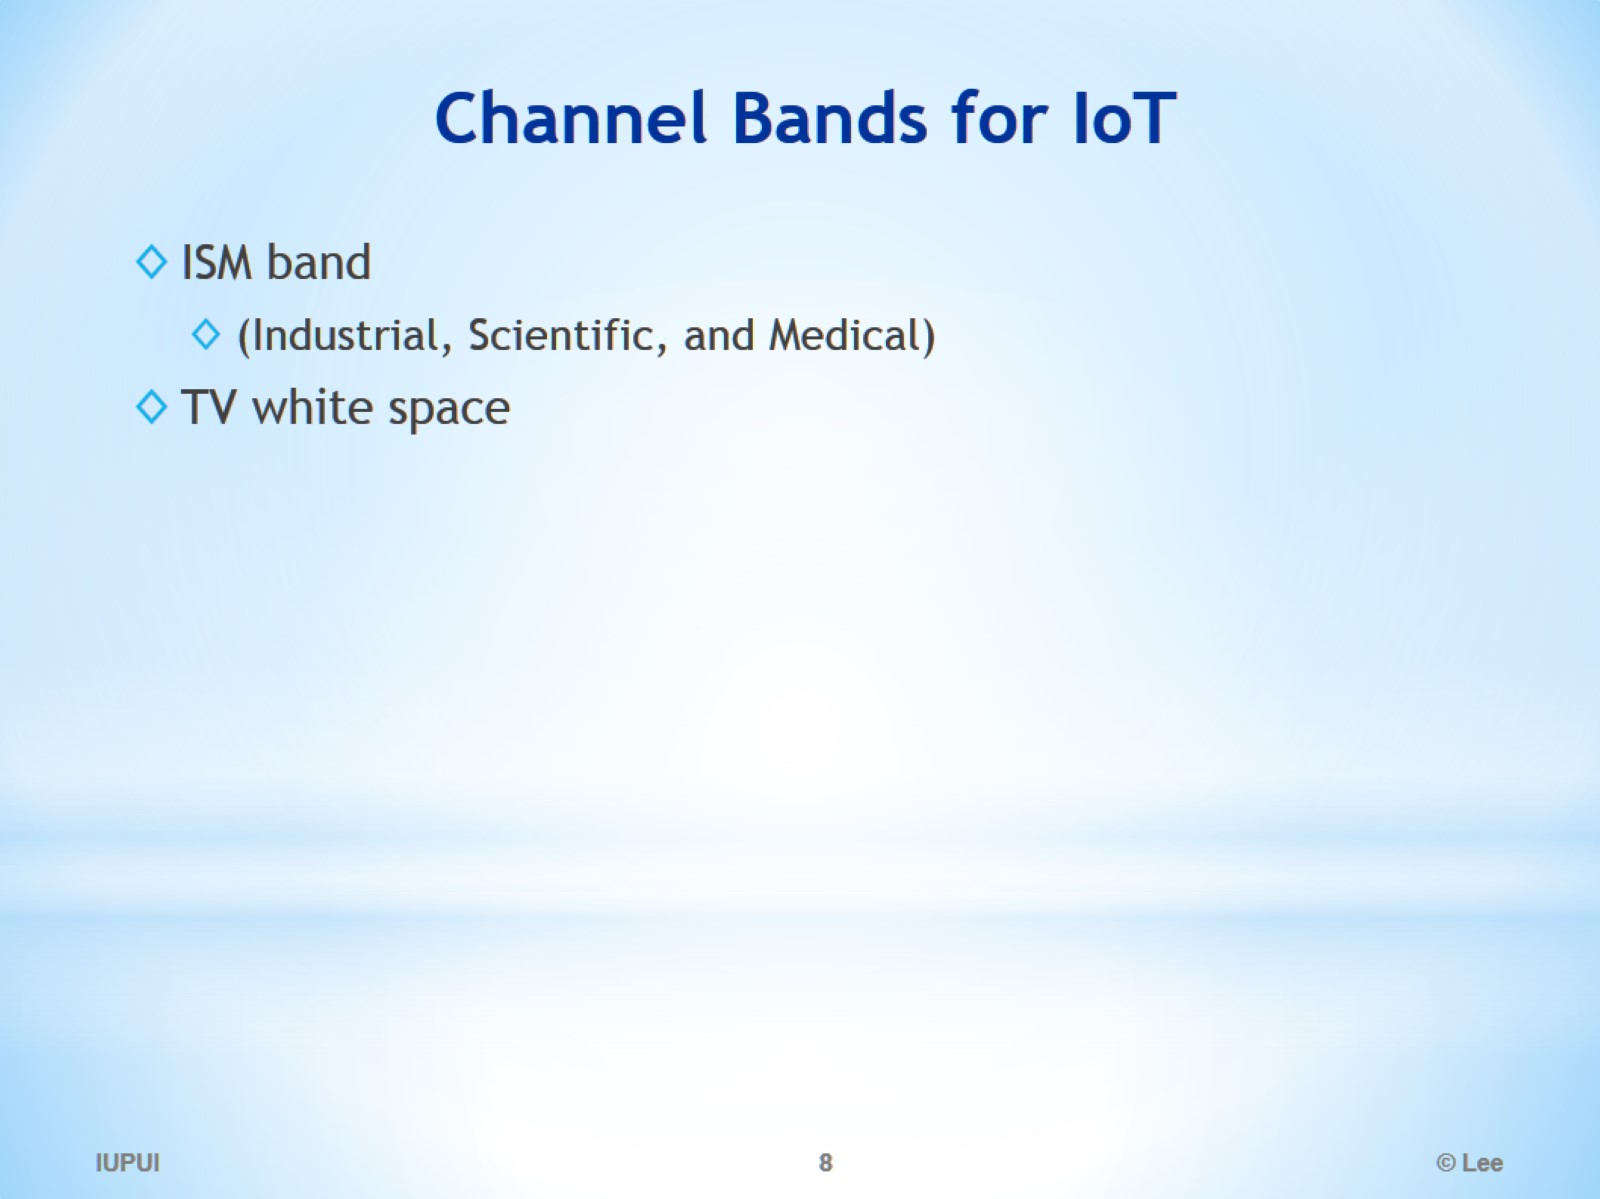 Channel Bands for IoT
ISM band
(Industrial, Scientific, and Medical)
TV white space
IUPUI
8
© Lee